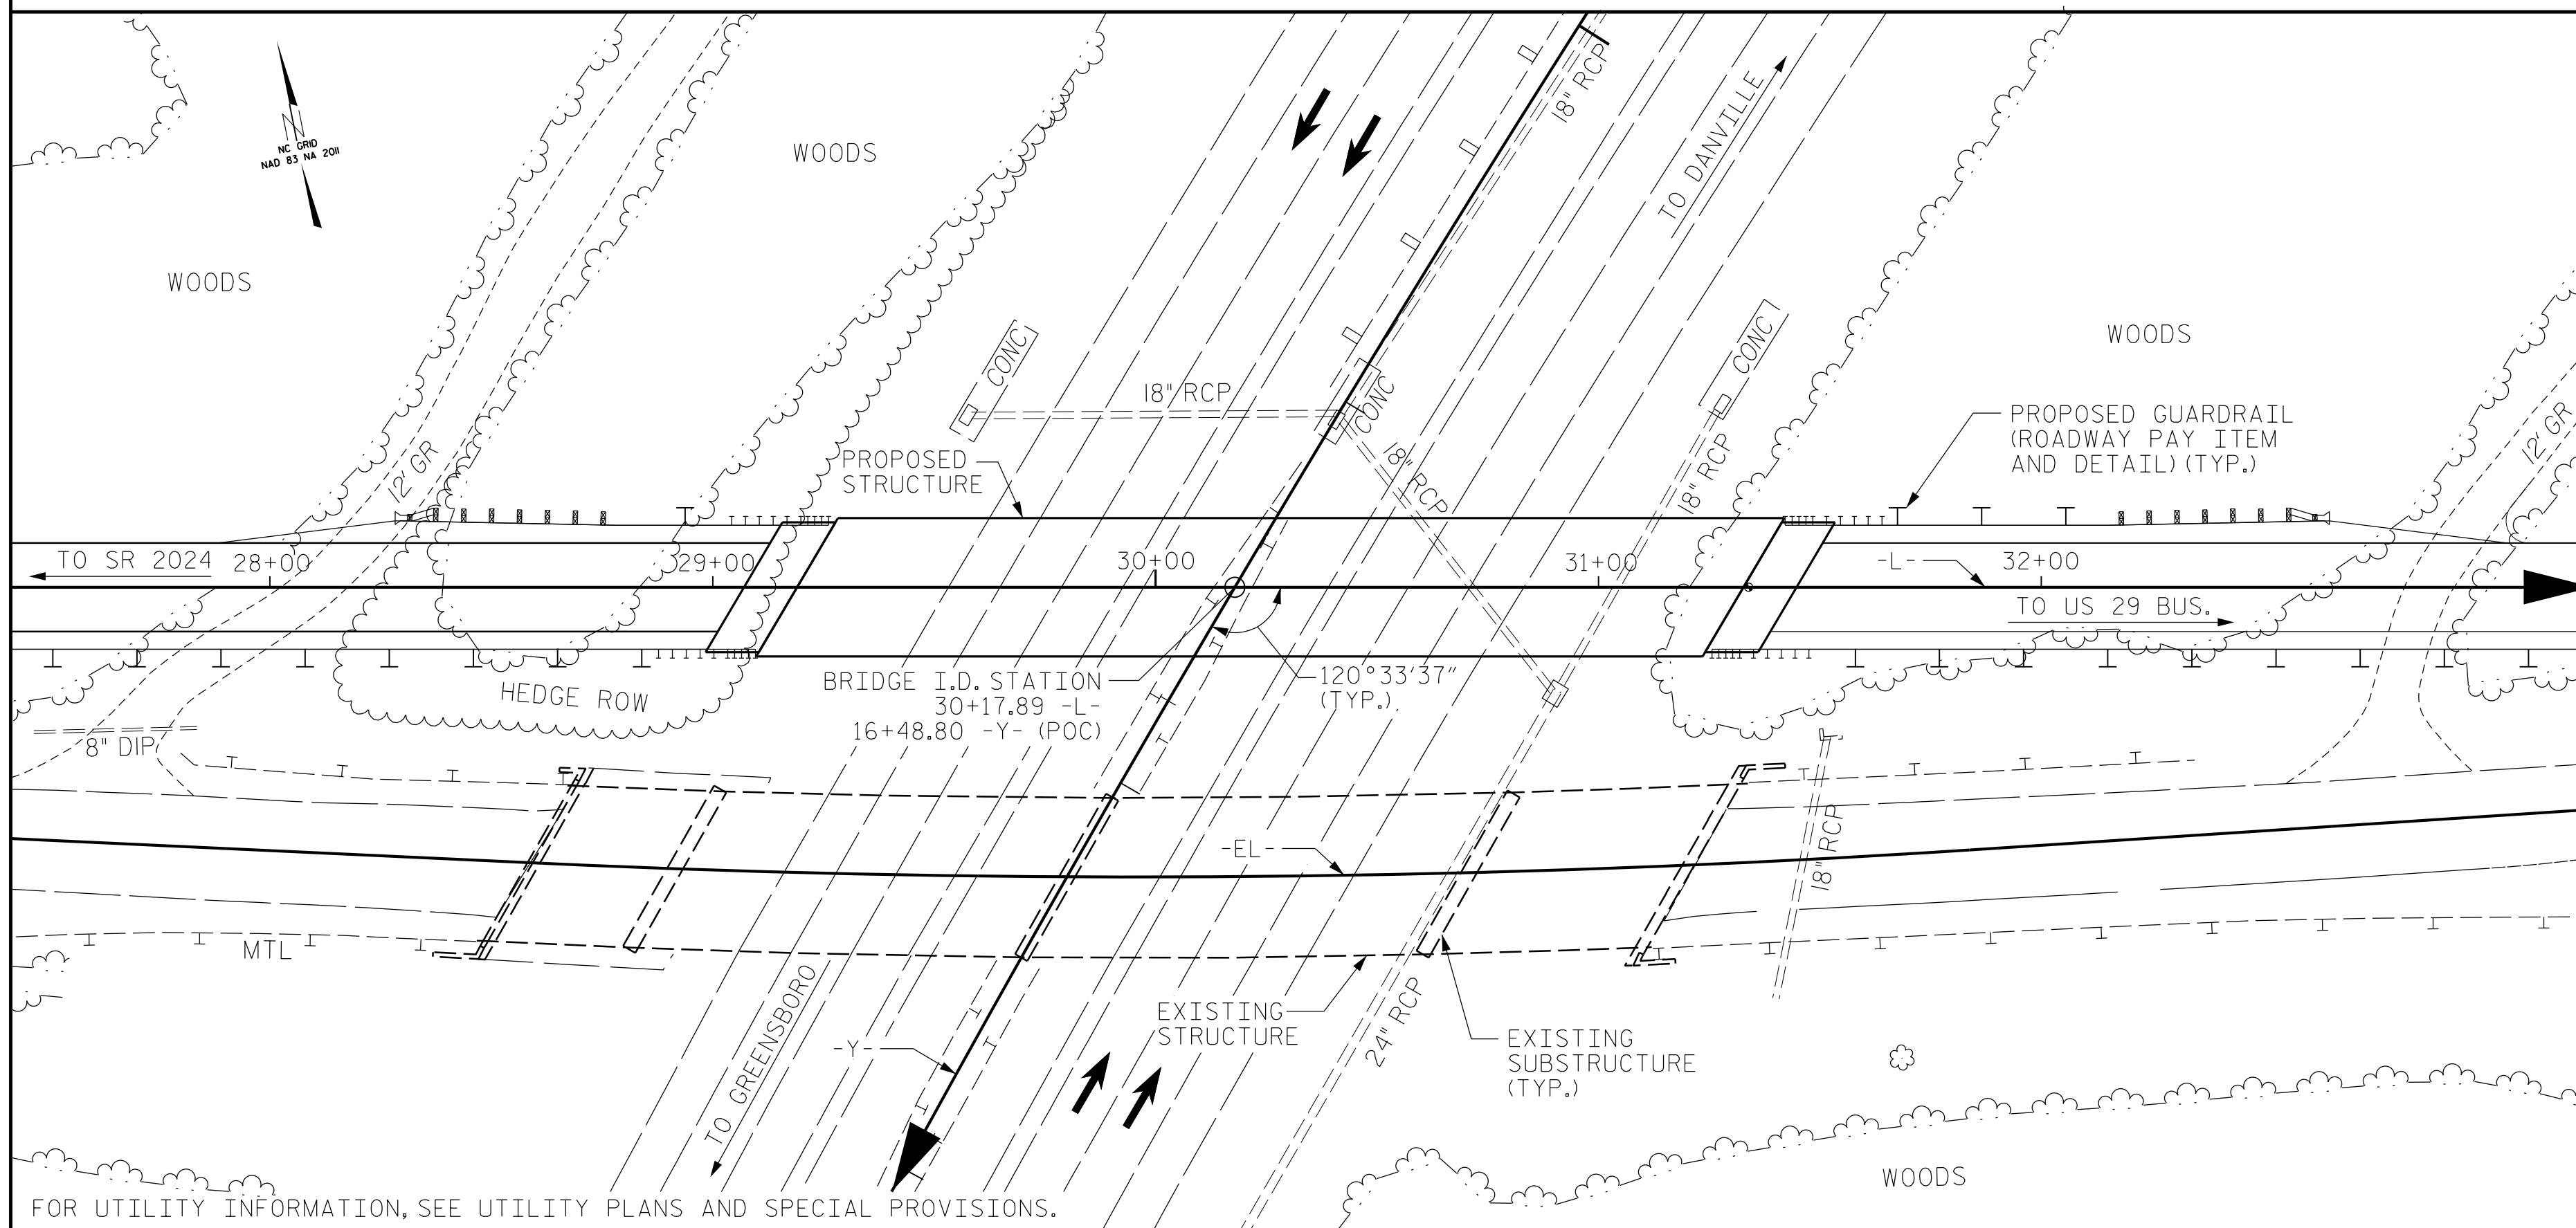 18" RCP
TO DANVILLE
N
NC GRID
NAD 83 NA 2011
WOODS
WOODS
WOODS
CONC
CONC
18" RCP
CONC
PROPOSED GUARDRAIL
(ROADWAY PAY ITEM
AND DETAIL) (TYP.)
12' GR
12' GR
PROPOSED
STRUCTURE
18" RCP
18" RCP
TO SR 2024
28+00
29+00
30+00
31+00
-L-
32+00
TO US 29 BUS.
HEDGE ROW
BRIDGE I.D. STATION
30+17.89 -L-
16+48.80 -Y- (POC)
120°33'37"
(TYP.)
8" DIP
-EL-
18" RCP
MTL
TO GREENSBORO
-Y-
EXISTING
STRUCTURE
24" RCP
EXISTING
SUBSTRUCTURE
(TYP.)
WOODS
FOR UTILITY INFORMATION, SEE UTILITY PLANS AND SPECIAL PROVISIONS.